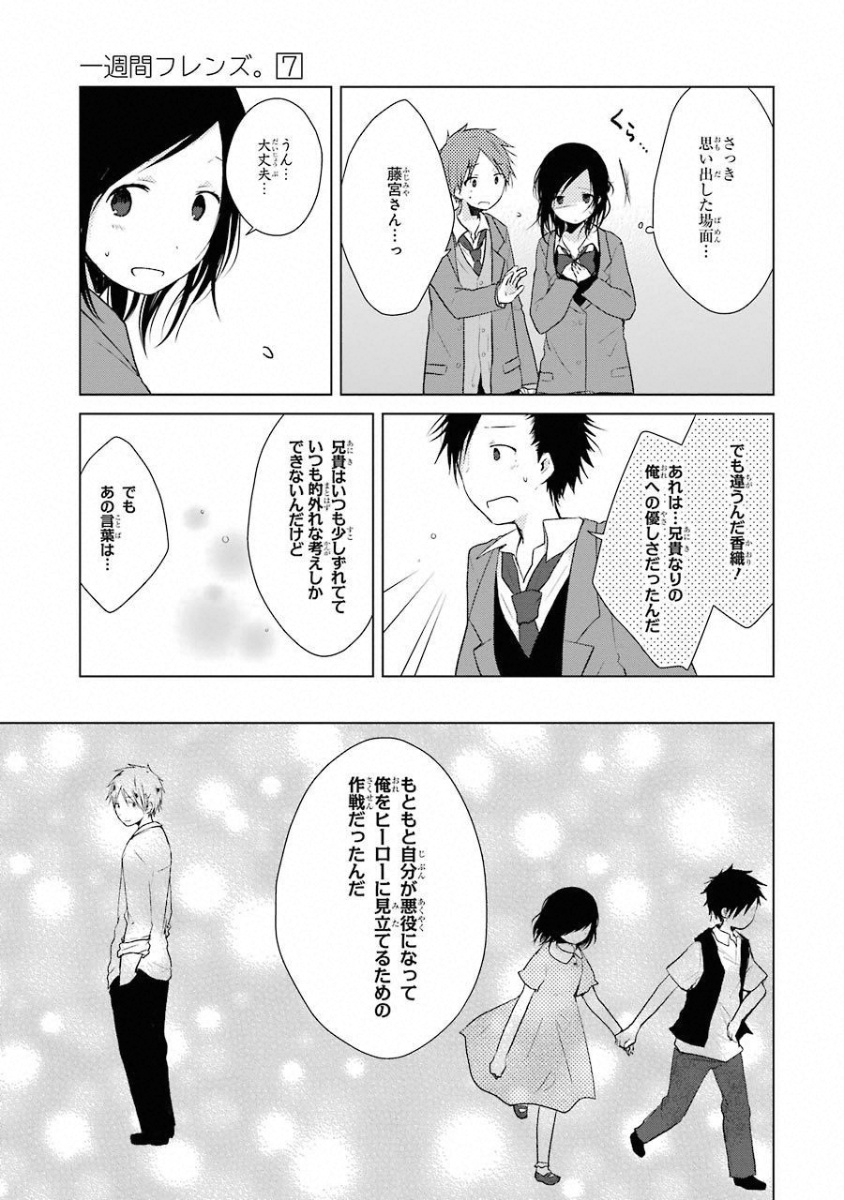 一週間フレンズ。7
さっき
思い出した場面…
くら…
藤宮さん…っ
うん…
大丈夫…
でも違うんだ香織！
あれは…兄貴なりの
俺への優しさだったんだ
兄貴はいつも少しずれてて
いつも的外れな考えしか
できないんだけど
でも
あの言葉は…
もともと自分が悪役になって
俺をヒーローに見立てるための
作戦だったんだ